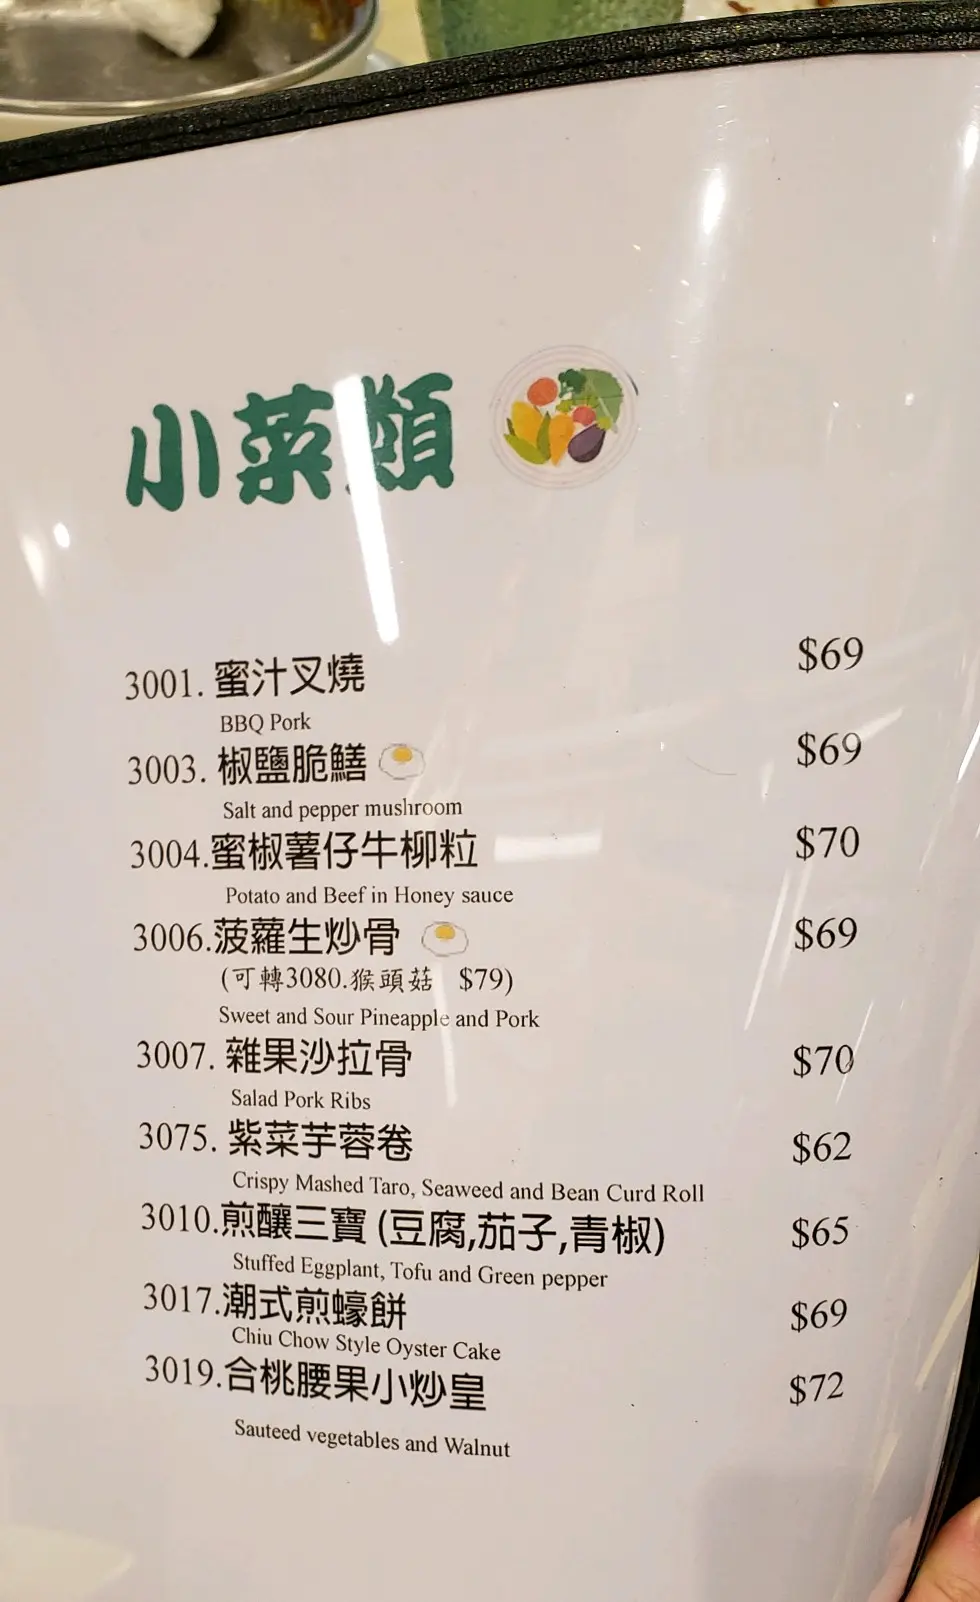 小菜類
3001. 蜜汁叉燒 $69
BBQ Pork
3003. 椒鹽脆鱔 $69
Salt and pepper mushroom
3004.蜜椒薯仔牛柳粒 $70
Potato and Beef in Honey sauce
3006.菠蘿生炒骨 $69
(可轉3080.猴頭菇 $79)
Sweet and Sour Pineapple and Pork
3007. 雜果沙拉骨 $70
Salad Pork Ribs
3075. 紫菜芋蓉卷 $62
Crispy Mashed Taro, Seaweed and Bean Curd Roll
3010.煎釀三寶 (豆腐,茄子,青椒) $65
Stuffed Eggplant, Tofu and Green pepper
3017.潮式煎蠔餅 $69
Chiu Chow Style Oyster Cake
3019.合桃腰果小炒皇 $72
Sauteed vegetables and Walnut